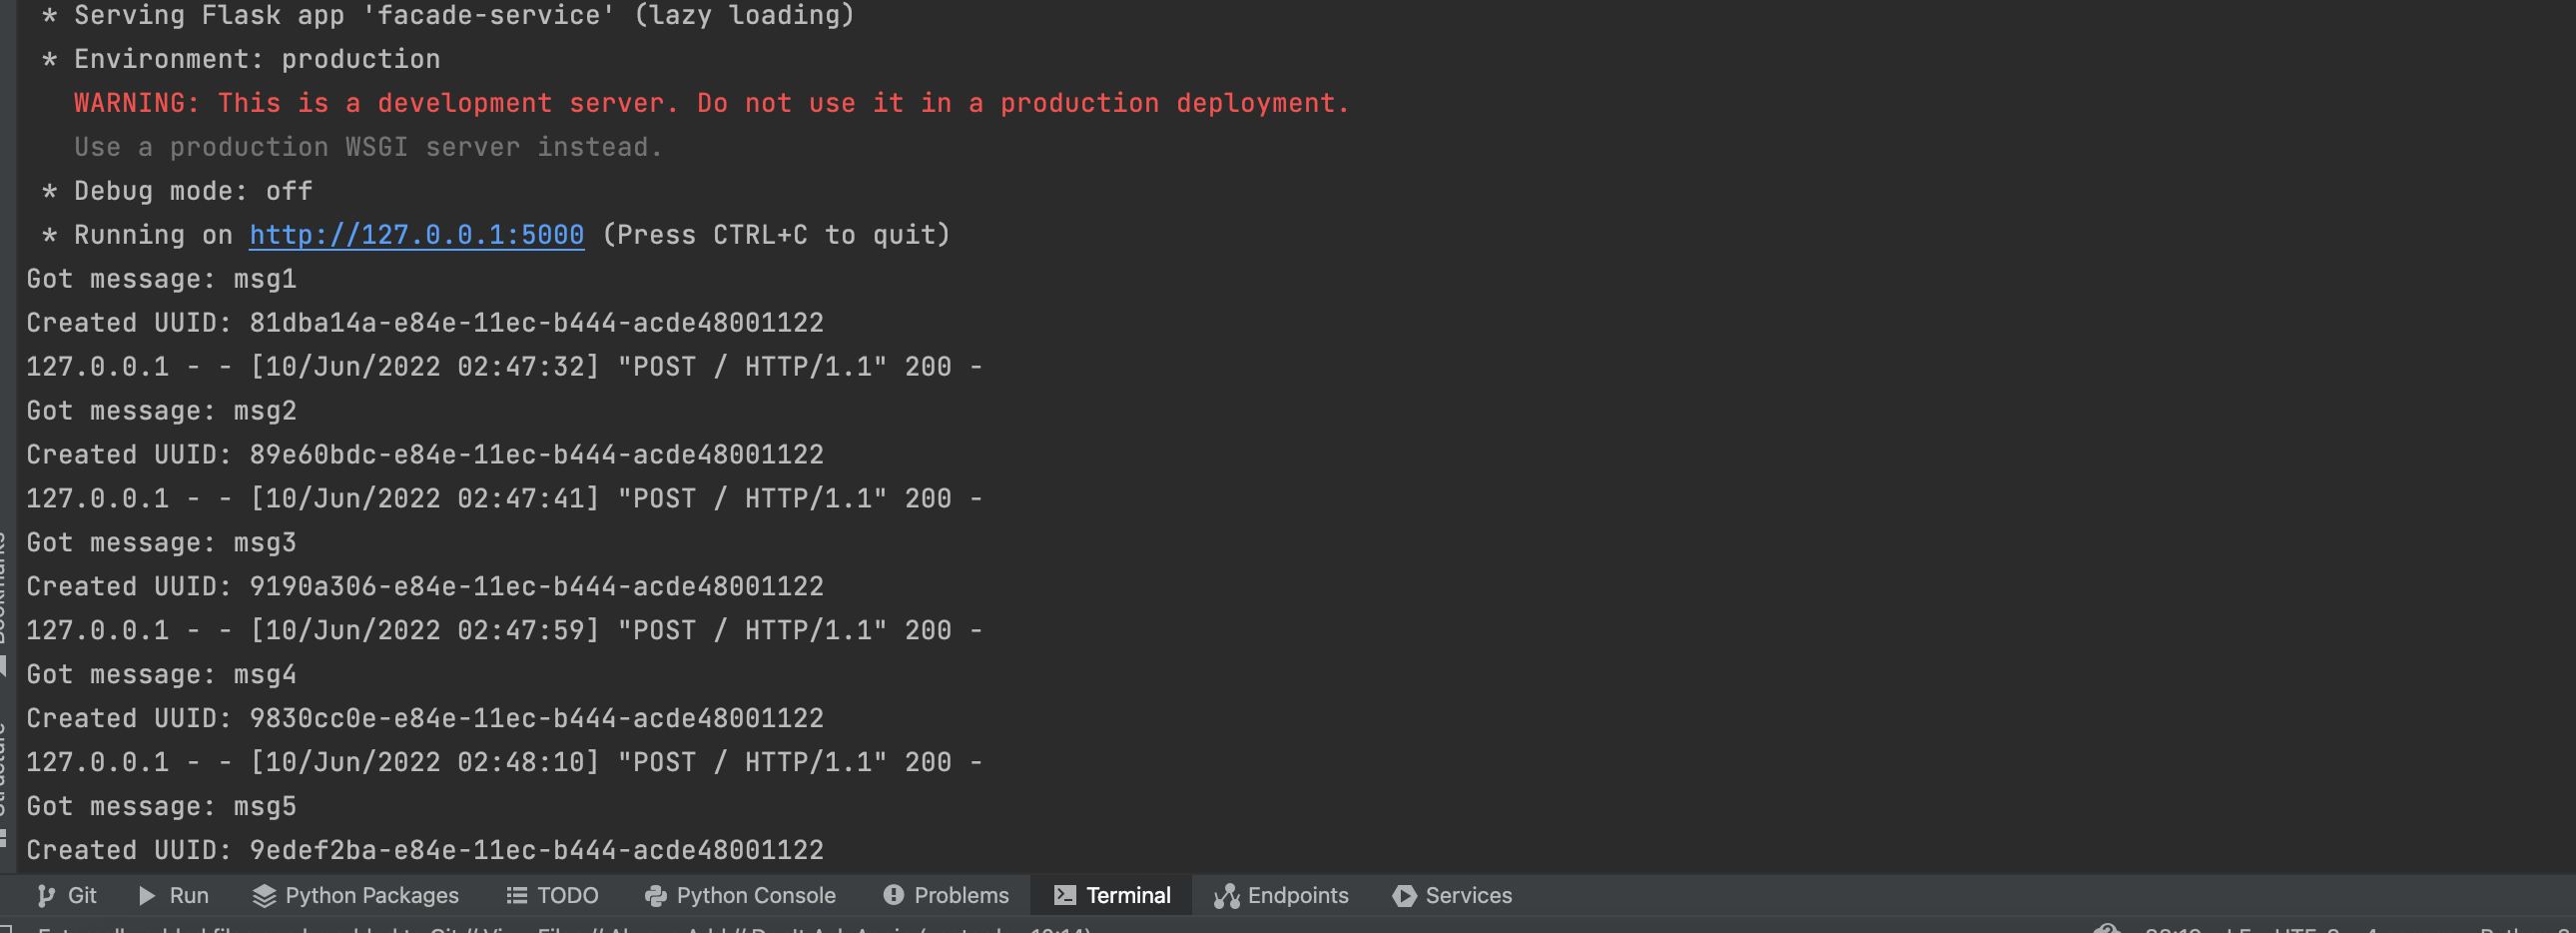 * Serving Flask app 'facade-service' (lazy loading)
* Environment: production
WARNING: This is a development server. Do not use it in a production deployment.
Use a production WSGI server instead.
* Debug mode: off
* Running on http://127.0.0.1:5000 (Press CTRL+C to quit)
Got message: msg1
Created UUID: 81dba14a-e84e-11ec-b444-acde48001122
127.0.0.1 - - [10/Jun/2022 02:47:32] "POST / HTTP/1.1" 200 -
Got message: msg2
Created UUID: 89e60bdc-e84e-11ec-b444-acde48001122
127.0.0.1 - - [10/Jun/2022 02:47:41] "POST / HTTP/1.1" 200 -
Got message: msg3
Created UUID: 9190a306-e84e-11ec-b444-acde48001122
127.0.0.1 - - [10/Jun/2022 02:47:59] "POST / HTTP/1.1" 200 -
Got message: msg4
Created UUID: 9830cc0e-e84e-11ec-b444-acde48001122
127.0.0.1 - - [10/Jun/2022 02:48:10] "POST / HTTP/1.1" 200 -
Got message: msg5
Created UUID: 9edef2ba-e84e-11ec-b444-acde48001122
Git Run Python Packages TODO Python Console Problems Terminal Endpoints Services